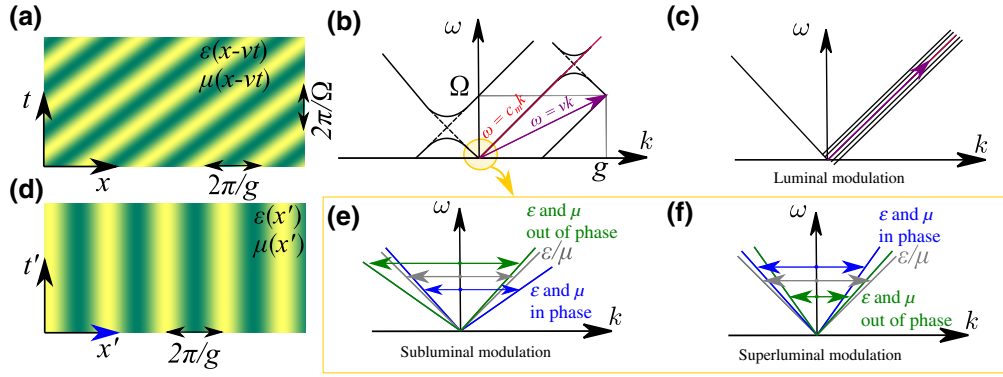 (a)
ε(x-vt)
μ(x-vt)
t
2π/Ω
x
2π/g
(b)
ω
Ω
ω = c_m k
ω = vk
k
g
(c)
ω
k
Luminal modulation
(d)
ε(x')
μ(x')
t'
x'
2π/g
(e)
ω
ε and μ
out of phase
ε/μ
ε and μ
in phase
k
Subluminal modulation
(f)
ω
ε and μ
in phase
ε/μ
ε and μ
out of phase
k
Superluminal modulation